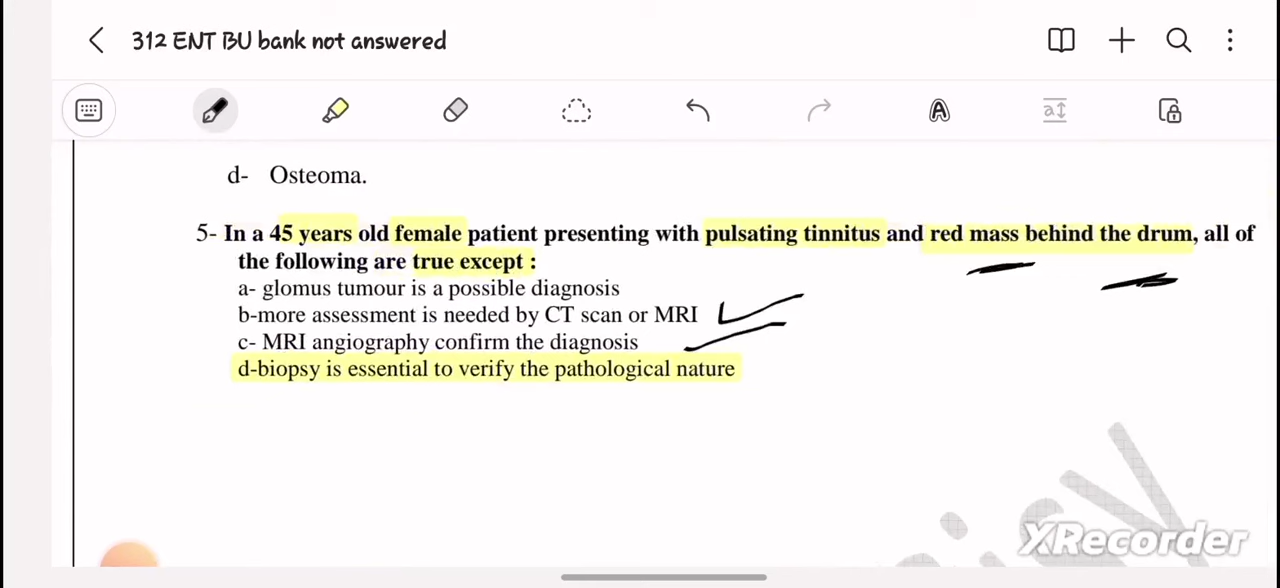 312 ENT BU bank not answered
d- Osteoma.
5- In a 45 years old female patient presenting with pulsating tinnitus and red mass behind the drum, all of
the following are true except :
a- glomus tumour is a possible diagnosis
b-more assessment is needed by CT scan or MRI
c- MRI angiography confirm the diagnosis
d-biopsy is essential to verify the pathological nature
XRecorder